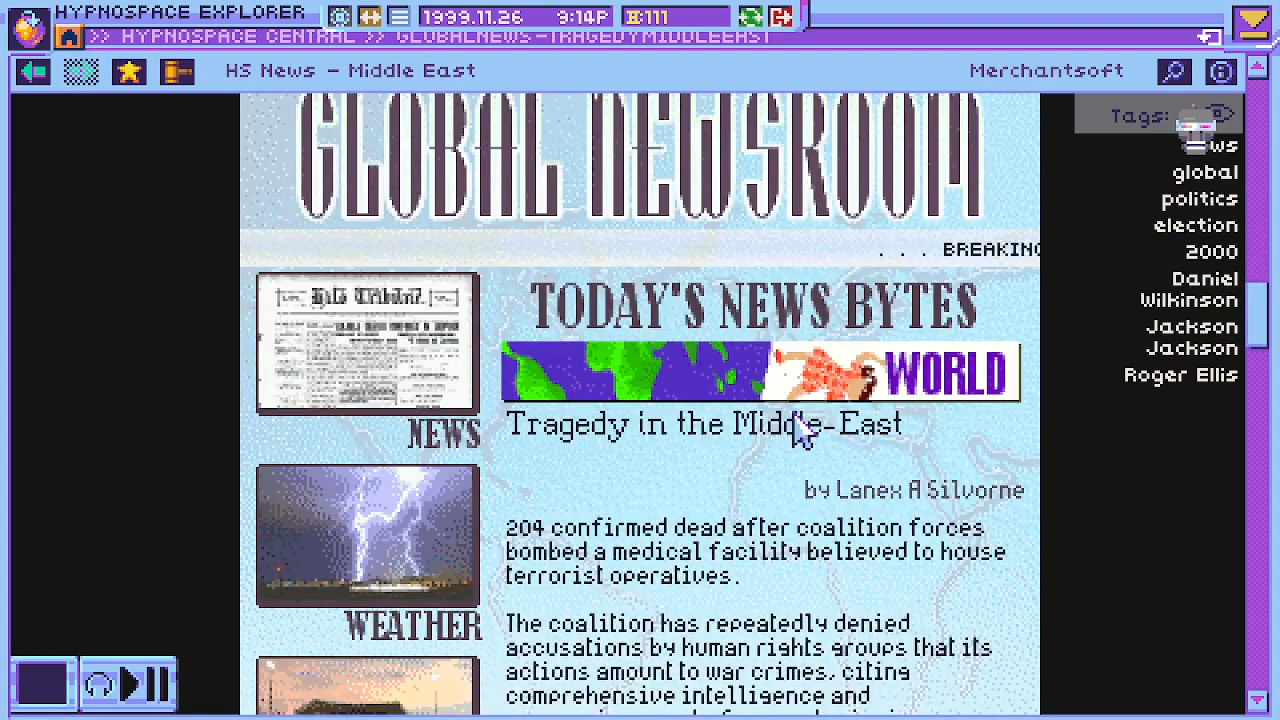 HYPNOSPACE EXPLORER
1999.11.26 9:14P
111
>> HYPNOSPACE CENTRAL >> GLOBALNEWS-TRAGEDYMIDDLEEAST
HS News - Middle East
Merchantsoft
Tags:
global
politics
election
2000
Daniel
Wilkinson
Jackson
Jackson
Roger Ellis
GLOBAL NEWSROOM
. . . BREAKING
TODAY'S NEWS BYTES
WORLD
NEWS
WEATHER
Tragedy in the Middle-East
by Lanex A Silvorne
204 confirmed dead after coalition forces
bombed a medical facility believed to house
terrorist operatives.
The coalition has repeatedly denied
accusations by human rights groups that its
actions amount to war crimes, citing
comprehensive intelligence and